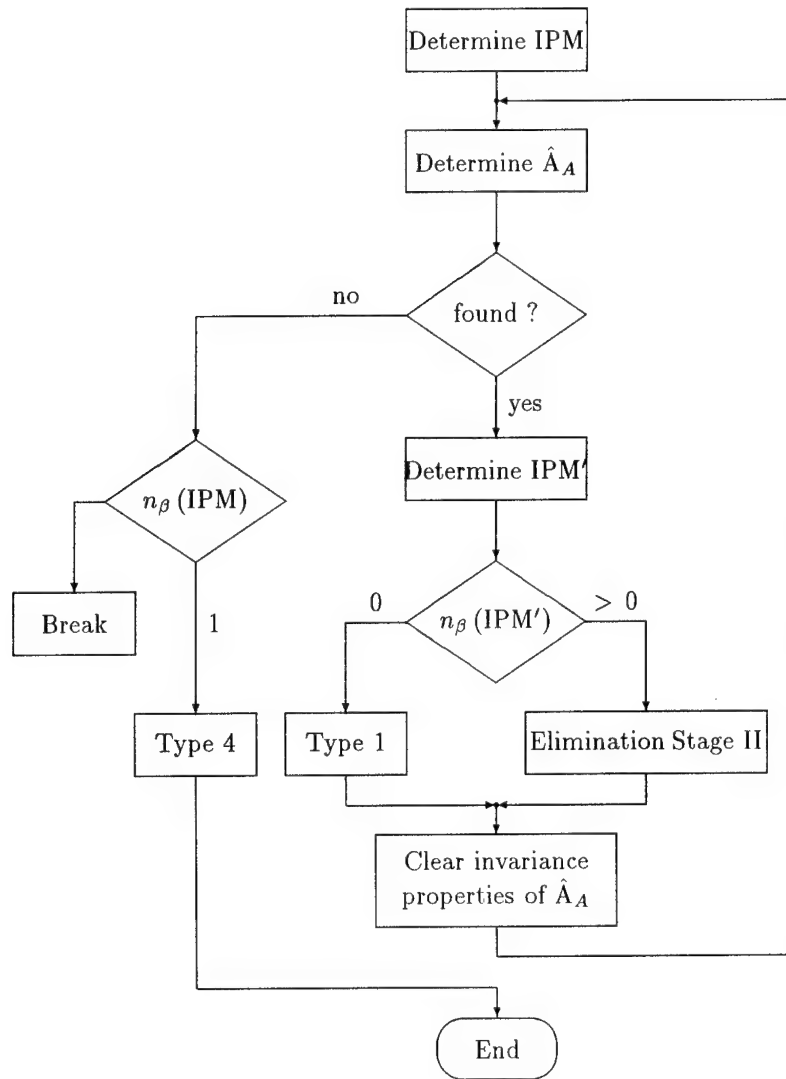 Determine IPM
Determine Â_A
no
found ?
yes
n_β (IPM)
Determine IPM′
Break
1
0
n_β (IPM′)
> 0
Type 4
Type 1
Elimination Stage II
Clear invariance
properties of Â_A
End